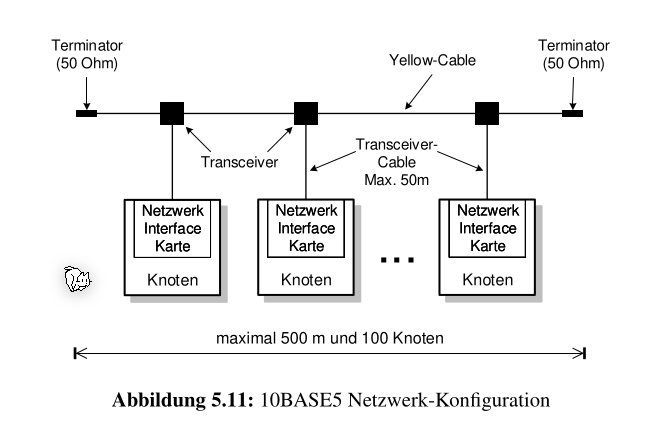 Terminator
(50 Ohm)
Terminator
(50 Ohm)
Yellow-Cable
Transceiver
Transceiver-
Cable
Max. 50m
Netzwerk
Interface
Karte
Knoten
Netzwerk
Interface
Karte
Knoten
...
Netzwerk
Interface
Karte
Knoten
maximal 500 m und 100 Knoten
Abbildung 5.11: 10BASE5 Netzwerk-Konfiguration